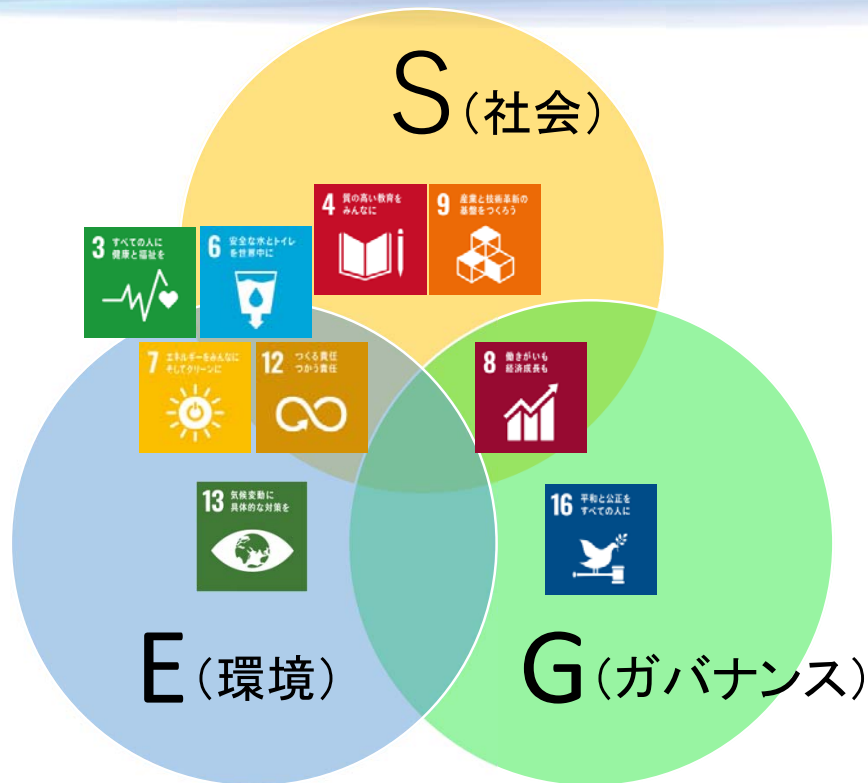 S(社会)
4 質の高い教育を
みんなに
9 産業と技術革新の
基盤をつくろう
3 すべての人に
健康と福祉を
6 安全な水とトイレ
を世界中に
7 エネルギーをみんなに
そしてクリーンに
12 つくる責任
つかう責任
8 働きがいも
経済成長も
13 気候変動に
具体的な対策を
16 平和と公正を
すべての人に
E(環境)
G(ガバナンス)